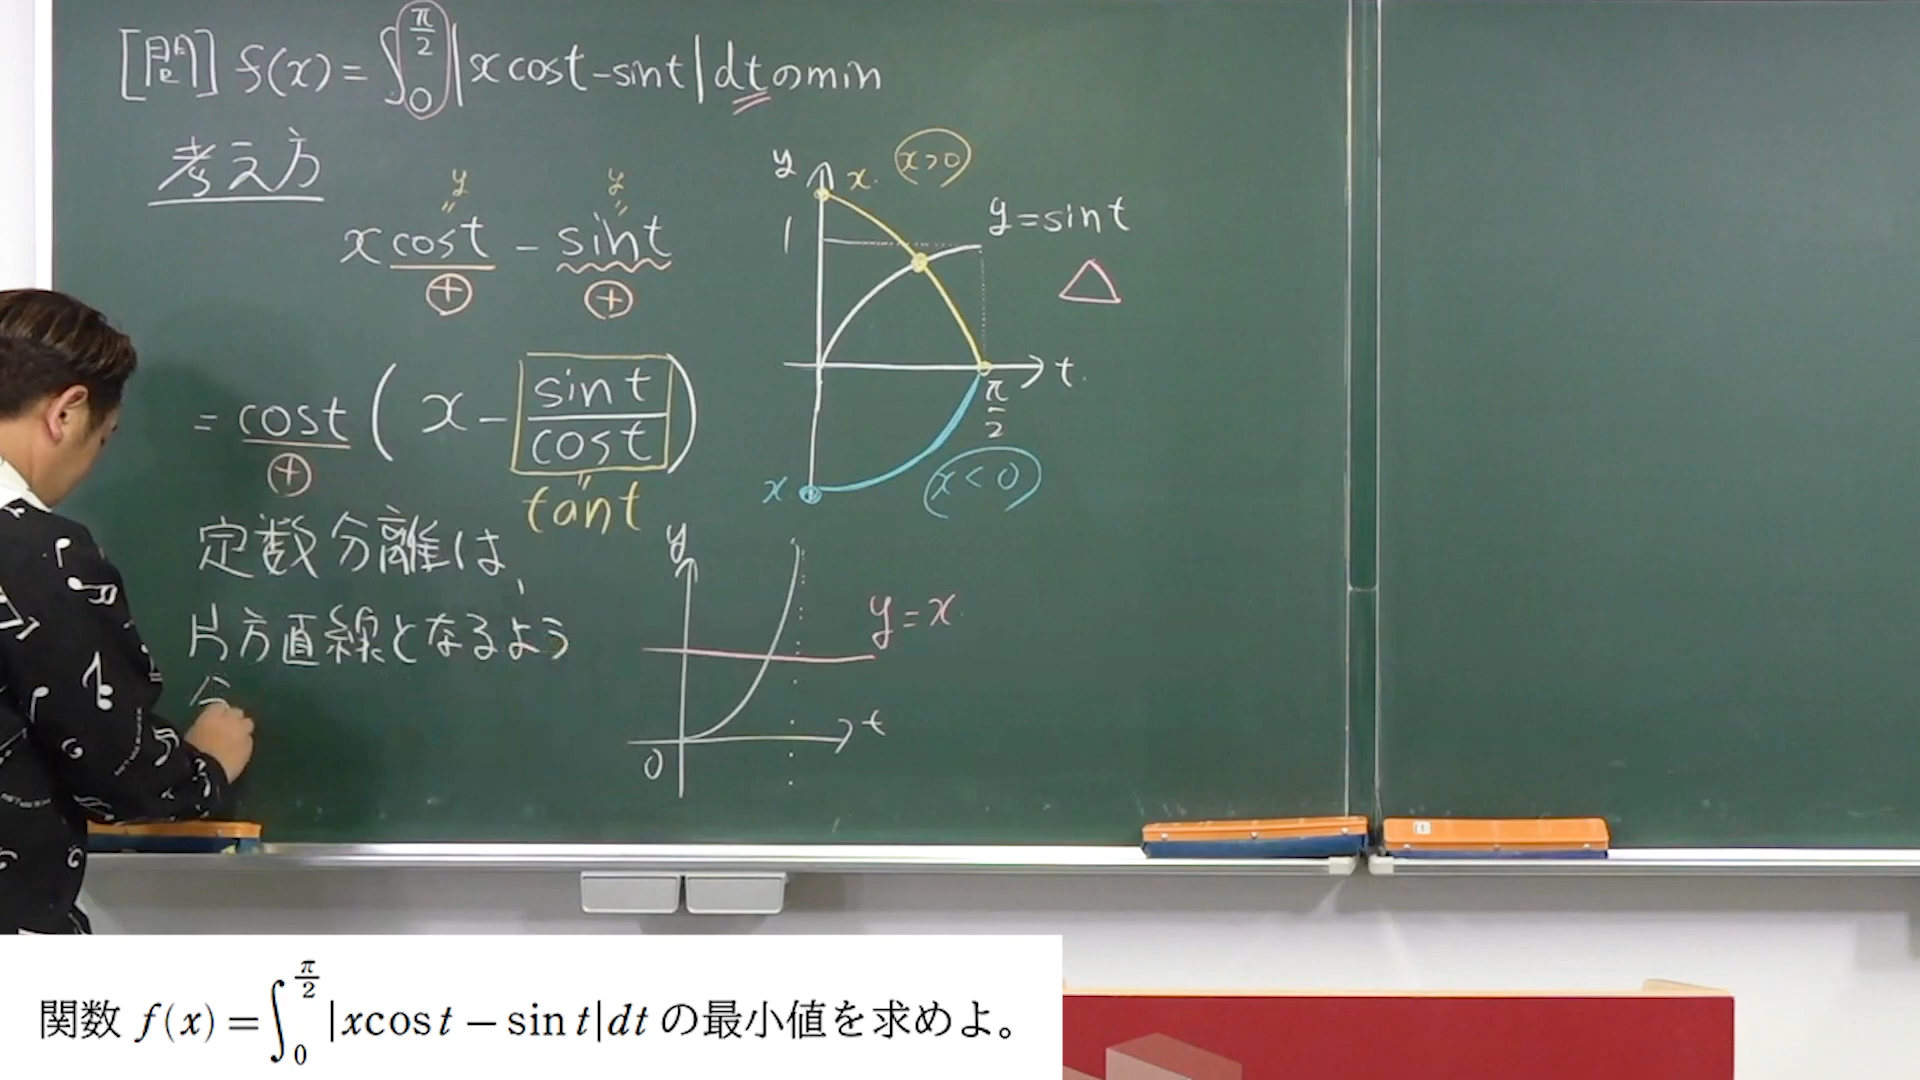 [問] f(x) = ∫₀^{π/2} |x cos t − sin t| dt の min
考え方
y y
" "
x cos t − sin t
⊕ ⊕
= cos t ( x − sin t / cos t )
⊕
"
tan t
定数分離は、
片方直線となるよう
分
y x x>0
1
y = sin t
△
t
π/2
x x<0
y
y = x
t
0
関数 f(x) = ∫₀^{π/2} |x cos t − sin t| dt の最小値を求めよ。